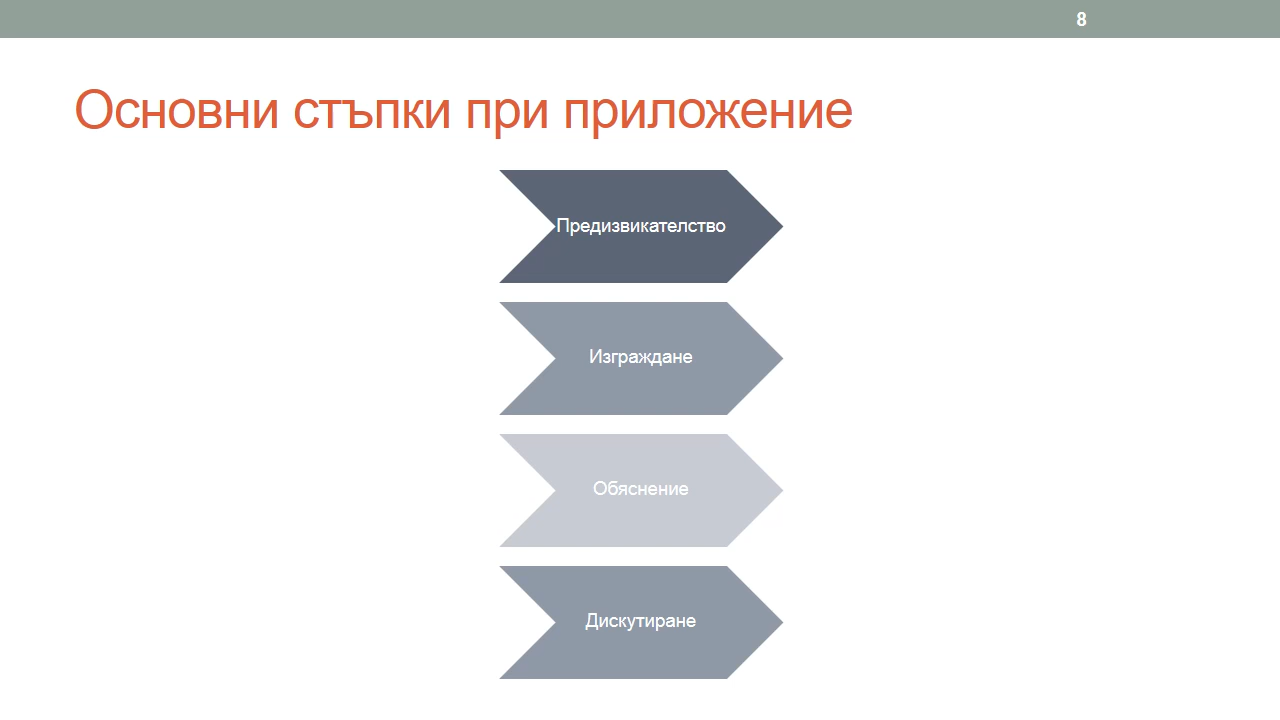 8
Основни стъпки при приложение
Предизвикателство
Изграждане
Обяснение
Дискутиране